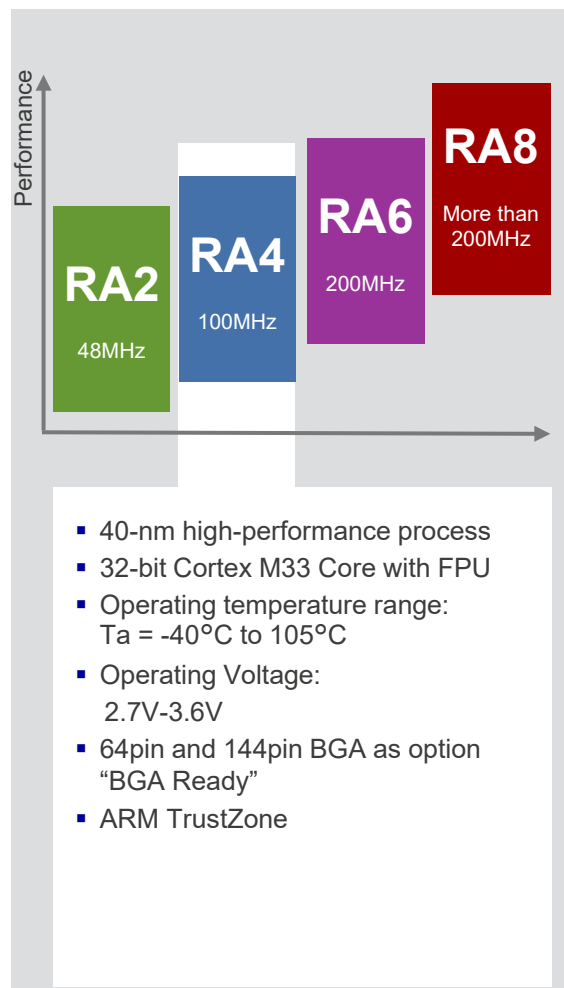 Performance
RA2
48MHz
RA4
100MHz
RA6
200MHz
RA8
More than
200MHz
▪ 40-nm high-performance process
▪ 32-bit Cortex M33 Core with FPU
▪ Operating temperature range:
Ta = -40°C to 105°C
▪ Operating Voltage:
2.7V-3.6V
▪ 64pin and 144pin BGA as option
“BGA Ready”
▪ ARM TrustZone